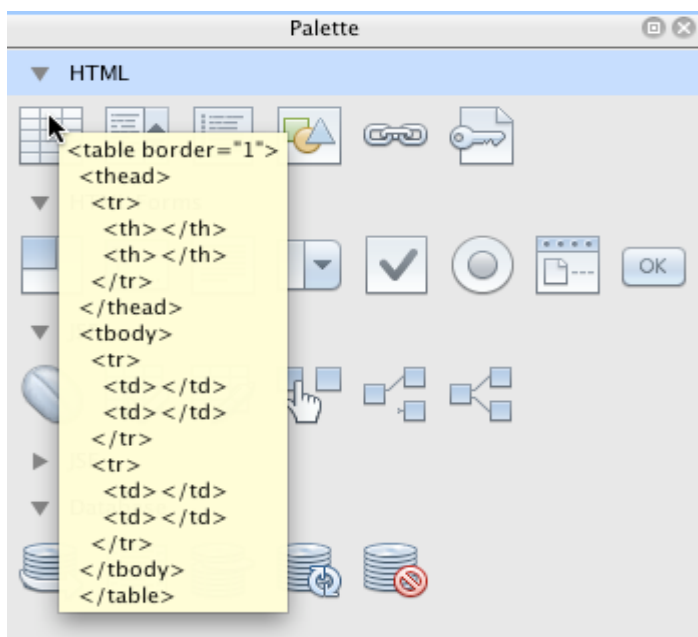 Palette
HTML
<table border="1">
<thead>
<tr>
<th> </th>
<th> </th>
</tr>
</thead>
<tbody>
<tr>
<td> </td>
<td> </td>
</tr>
<tr>
<td> </td>
<td> </td>
</tr>
</tbody>
</table>
OK